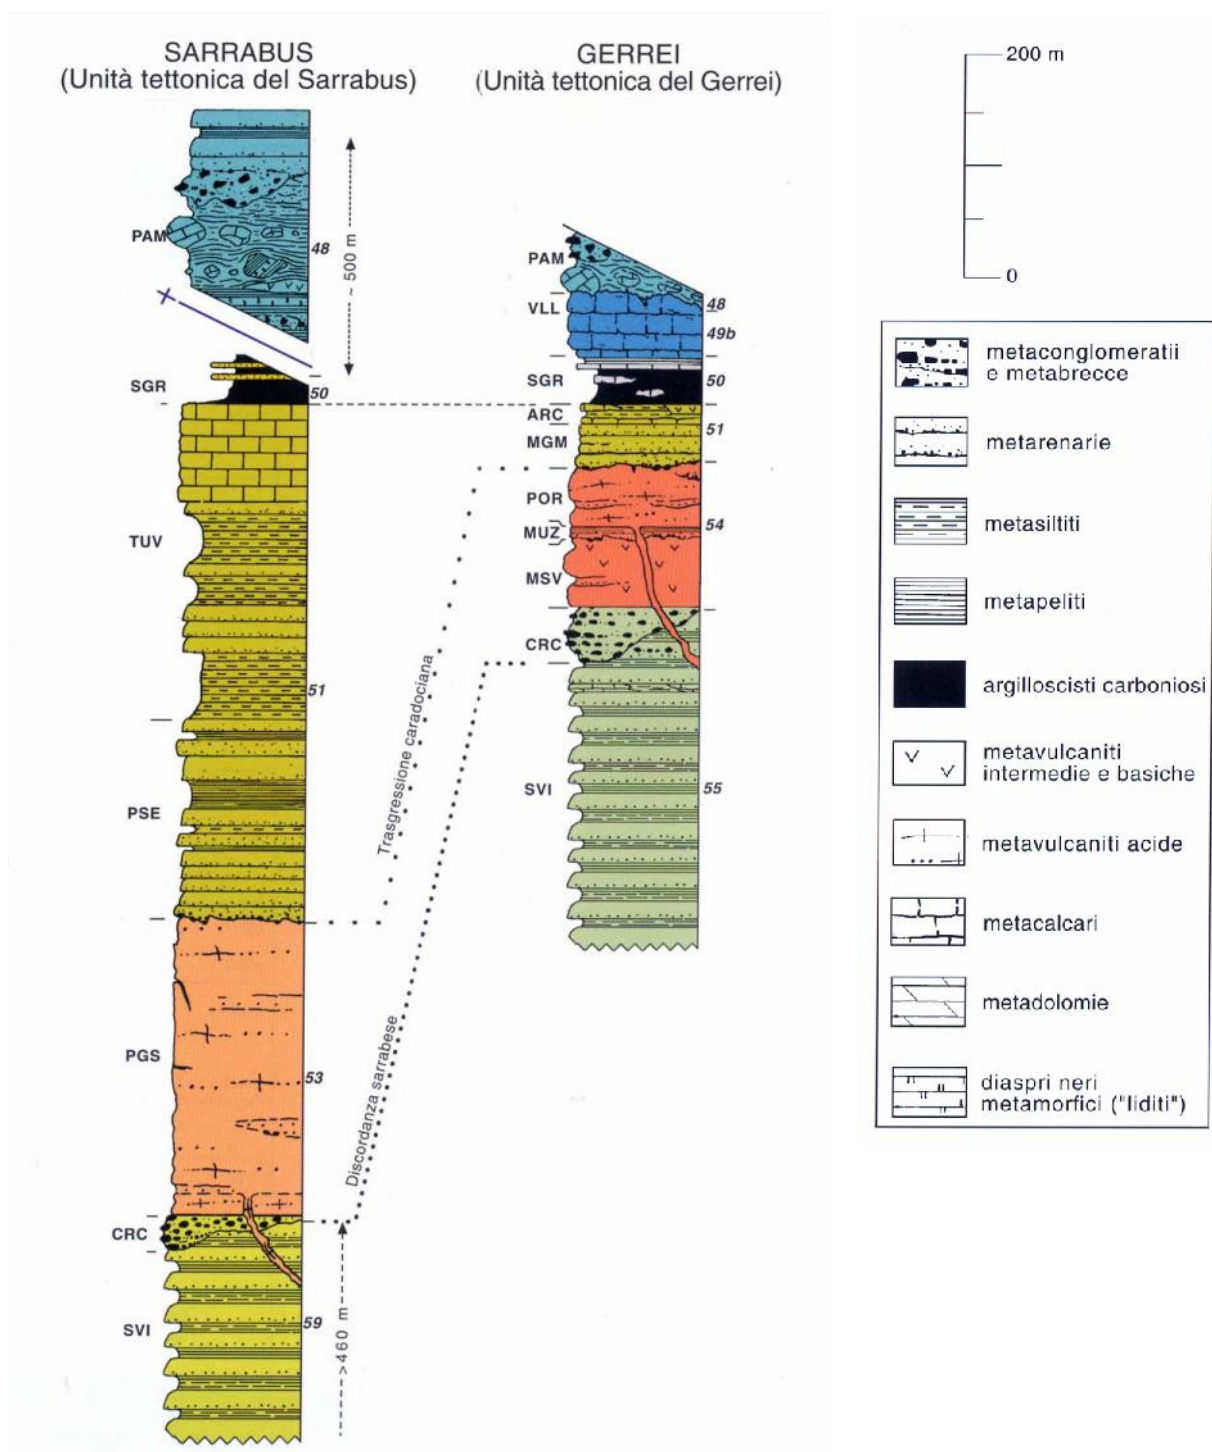 SARRABUS
(Unità tettonica del Sarrabus)
PAM
48
~ 500 m
SGR
50
TUV
51
PSE
PGS
53
CRC
SVI
59
>460 m
Trasgressione caradociana
Discordanza sarrabese
GERREI
(Unità tettonica del Gerrei)
PAM
VLL
48
49b
SGR
50
ARC
51
MGM
POR
54
MUZ
MSV
CRC
SVI
55
200 m
0
metaconglomeratii
e metabrecce
metarenarie
metasiltiti
metapeliti
argilloscisti carboniosi
metavulcaniti
intermedie e basiche
metavulcaniti acide
metacalcari
metadolomie
diaspri neri
metamorfici ("liditi")